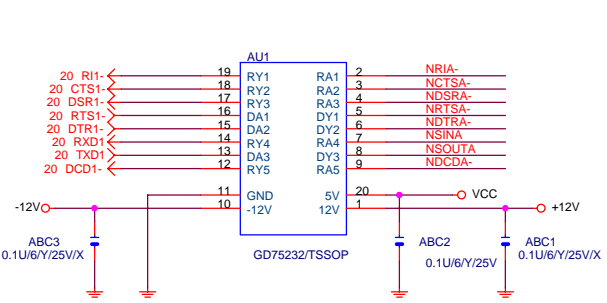 AU1
20 RI1- 19 RY1 RA1 2 NRIA-
20 CTS1- 18 RY2 RA2 3 NCTSA-
20 DSR1- 17 RY3 RA3 4 NDSRA-
20 RTS1- 16 DA1 DY1 5 NRTSA-
20 DTR1- 15 DA2 DY2 6 NDTRA-
20 RXD1 14 RY4 RA4 7 NSINA
20 TXD1 13 DA3 DY3 8 NSOUTA
20 DCD1- 12 RY5 RA5 9 NDCDA-
11 GND 5V 20 VCC
-12V 10 -12V 12V 1 +12V
ABC3 ABC2 ABC1
0.1U/6/Y/25V/X GD75232/TSSOP 0.1U/6/Y/25V 0.1U/6/Y/25V/X